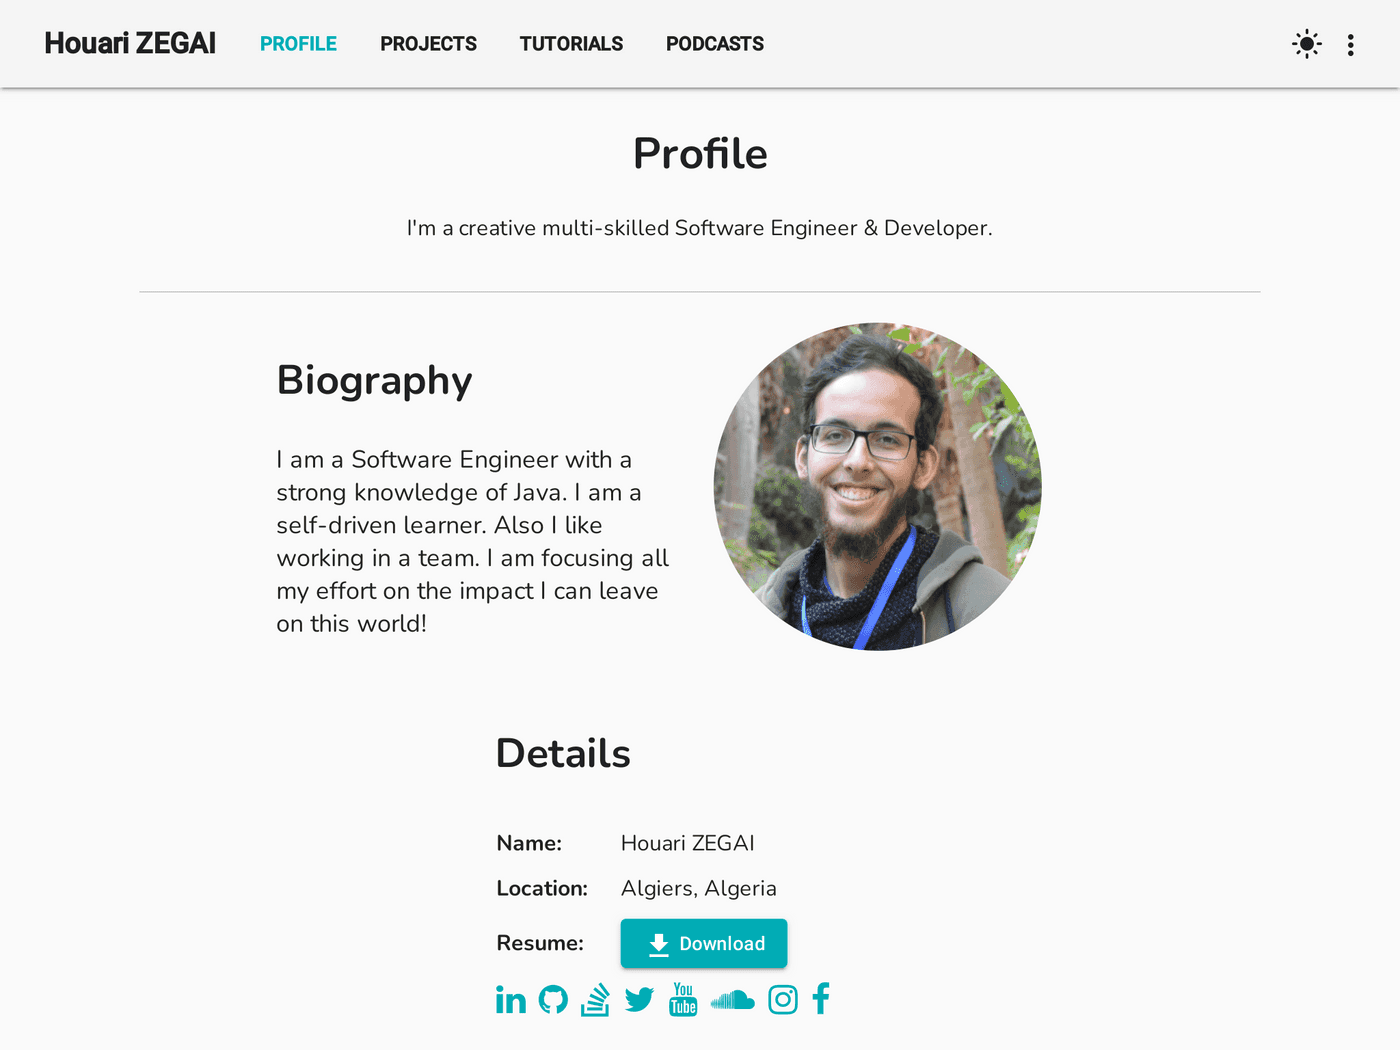 Houari ZEGAI PROFILE PROJECTS TUTORIALS PODCASTS
Profile
I'm a creative multi-skilled Software Engineer & Developer.
Biography
I am a Software Engineer with a
strong knowledge of Java. I am a
self-driven learner. Also I like
working in a team. I am focusing all
my effort on the impact I can leave
on this world!
Details
Name: Houari ZEGAI
Location: Algiers, Algeria
Resume: Download
in You Tube f